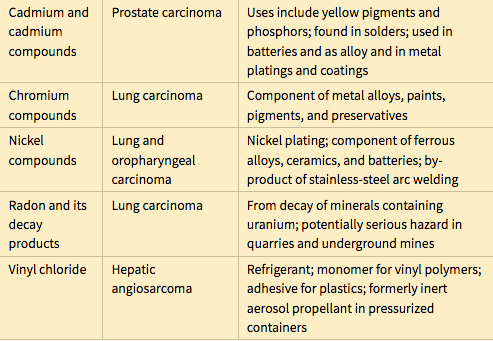 Cadmium and
cadmium
compounds
Prostate carcinoma
Uses include yellow pigments and
phosphors; found in solders; used in
batteries and as alloy and in metal
platings and coatings
Chromium
compounds
Lung carcinoma
Component of metal alloys, paints,
pigments, and preservatives
Nickel
compounds
Lung and
oropharyngeal
carcinoma
Nickel plating; component of ferrous
alloys, ceramics, and batteries; by-
product of stainless-steel arc welding
Radon and its
decay
products
Lung carcinoma
From decay of minerals containing
uranium; potentially serious hazard in
quarries and underground mines
Vinyl chloride
Hepatic
angiosarcoma
Refrigerant; monomer for vinyl polymers;
adhesive for plastics; formerly inert
aerosol propellant in pressurized
containers